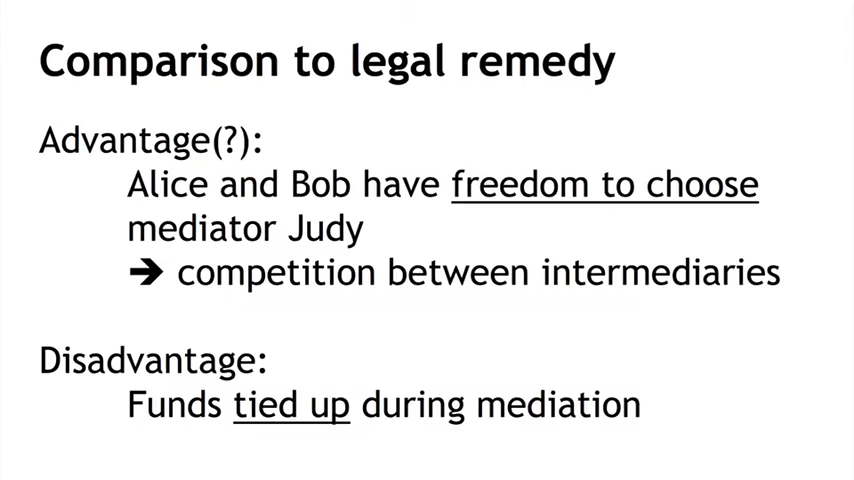 Comparison to legal remedy
Advantage(?):
Alice and Bob have freedom to choose
mediator Judy
➔ competition between intermediaries
Disadvantage:
Funds tied up during mediation